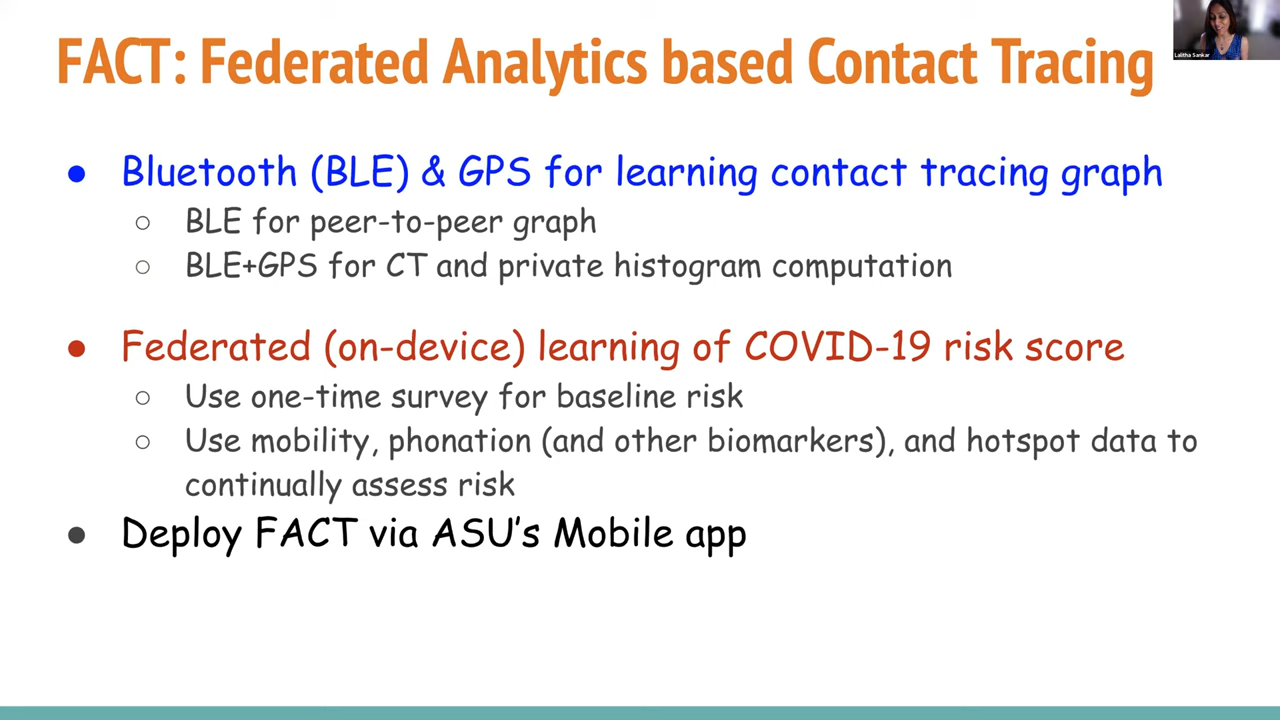 FACT: Federated Analytics based Contact Tracing
Lalitha Sankar
● Bluetooth (BLE) & GPS for learning contact tracing graph
○ BLE for peer-to-peer graph
○ BLE+GPS for CT and private histogram computation
● Federated (on-device) learning of COVID-19 risk score
○ Use one-time survey for baseline risk
○ Use mobility, phonation (and other biomarkers), and hotspot data to
continually assess risk
● Deploy FACT via ASU's Mobile app